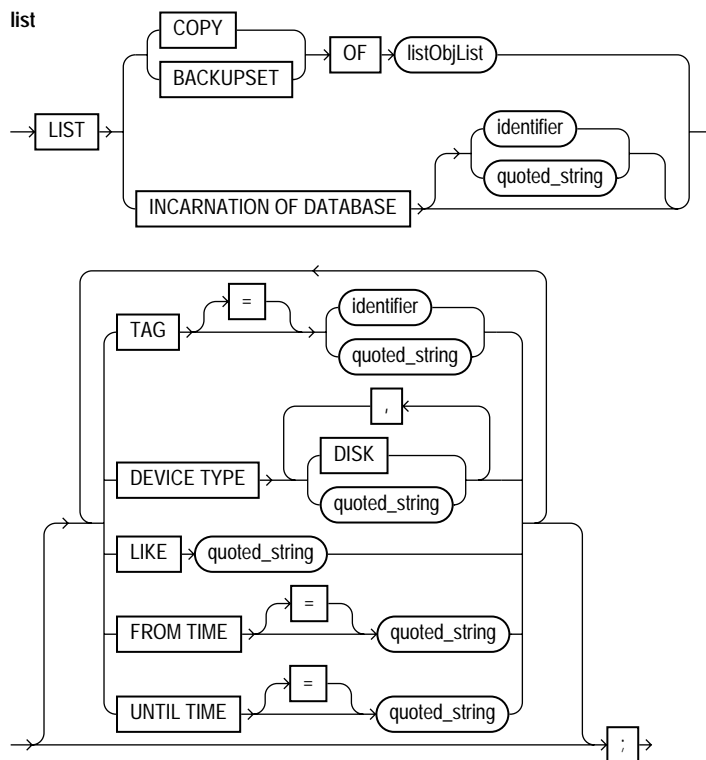 list
COPY
BACKUPSET
OF
listObjList
LIST
identifier
quoted_string
INCARNATION OF DATABASE
TAG
=
identifier
quoted_string
,
DEVICE TYPE
DISK
quoted_string
LIKE
quoted_string
FROM TIME
=
quoted_string
UNTIL TIME
=
quoted_string
;